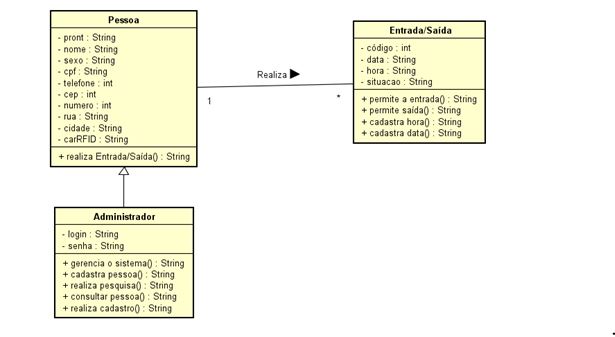 Pessoa
- pront : String
- nome : String
- sexo : String
- cpf : String
- telefone : int
- cep : int
- numero : int
- rua : String
- cidade : String
- carRFID : String
+ realiza Entrada/Saída() : String
Realiza
1
*
Entrada/Saída
- código : int
- data : String
- hora : String
- situacao : String
+ permite a entrada() : String
+ permite saída() : String
+ cadastra hora() : String
+ cadastra data() : String
Administrador
- login : String
- senha : String
+ gerencia o sistema() : String
+ cadastra pessoa() : String
+ realiza pesquisa() : String
+ consultar pessoa() : String
+ realiza cadastro() : String